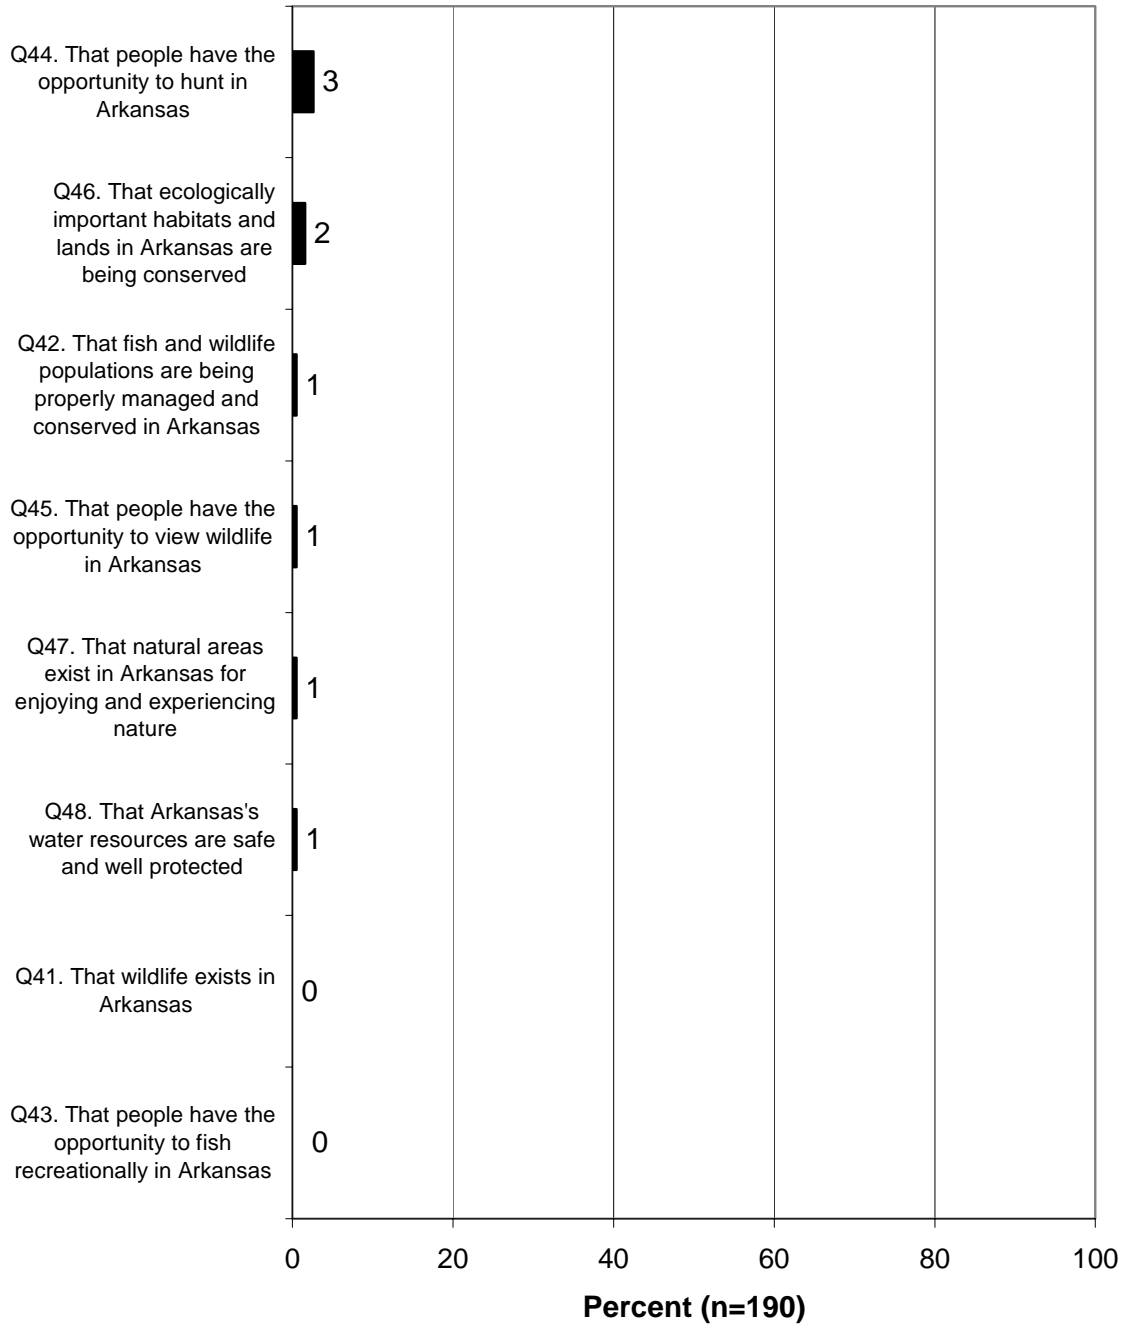 Q44. That people have the
opportunity to hunt in
Arkansas
3
Q46. That ecologically
important habitats and
lands in Arkansas are
being conserved
2
Q42. That fish and wildlife
populations are being
properly managed and
conserved in Arkansas
1
Q45. That people have the
opportunity to view wildlife
in Arkansas
1
Q47. That natural areas
exist in Arkansas for
enjoying and experiencing
nature
1
Q48. That Arkansas's
water resources are safe
and well protected
1
Q41. That wildlife exists in
Arkansas
0
Q43. That people have the
opportunity to fish
recreationally in Arkansas
0
0 20 40 60 80 100
Percent (n=190)